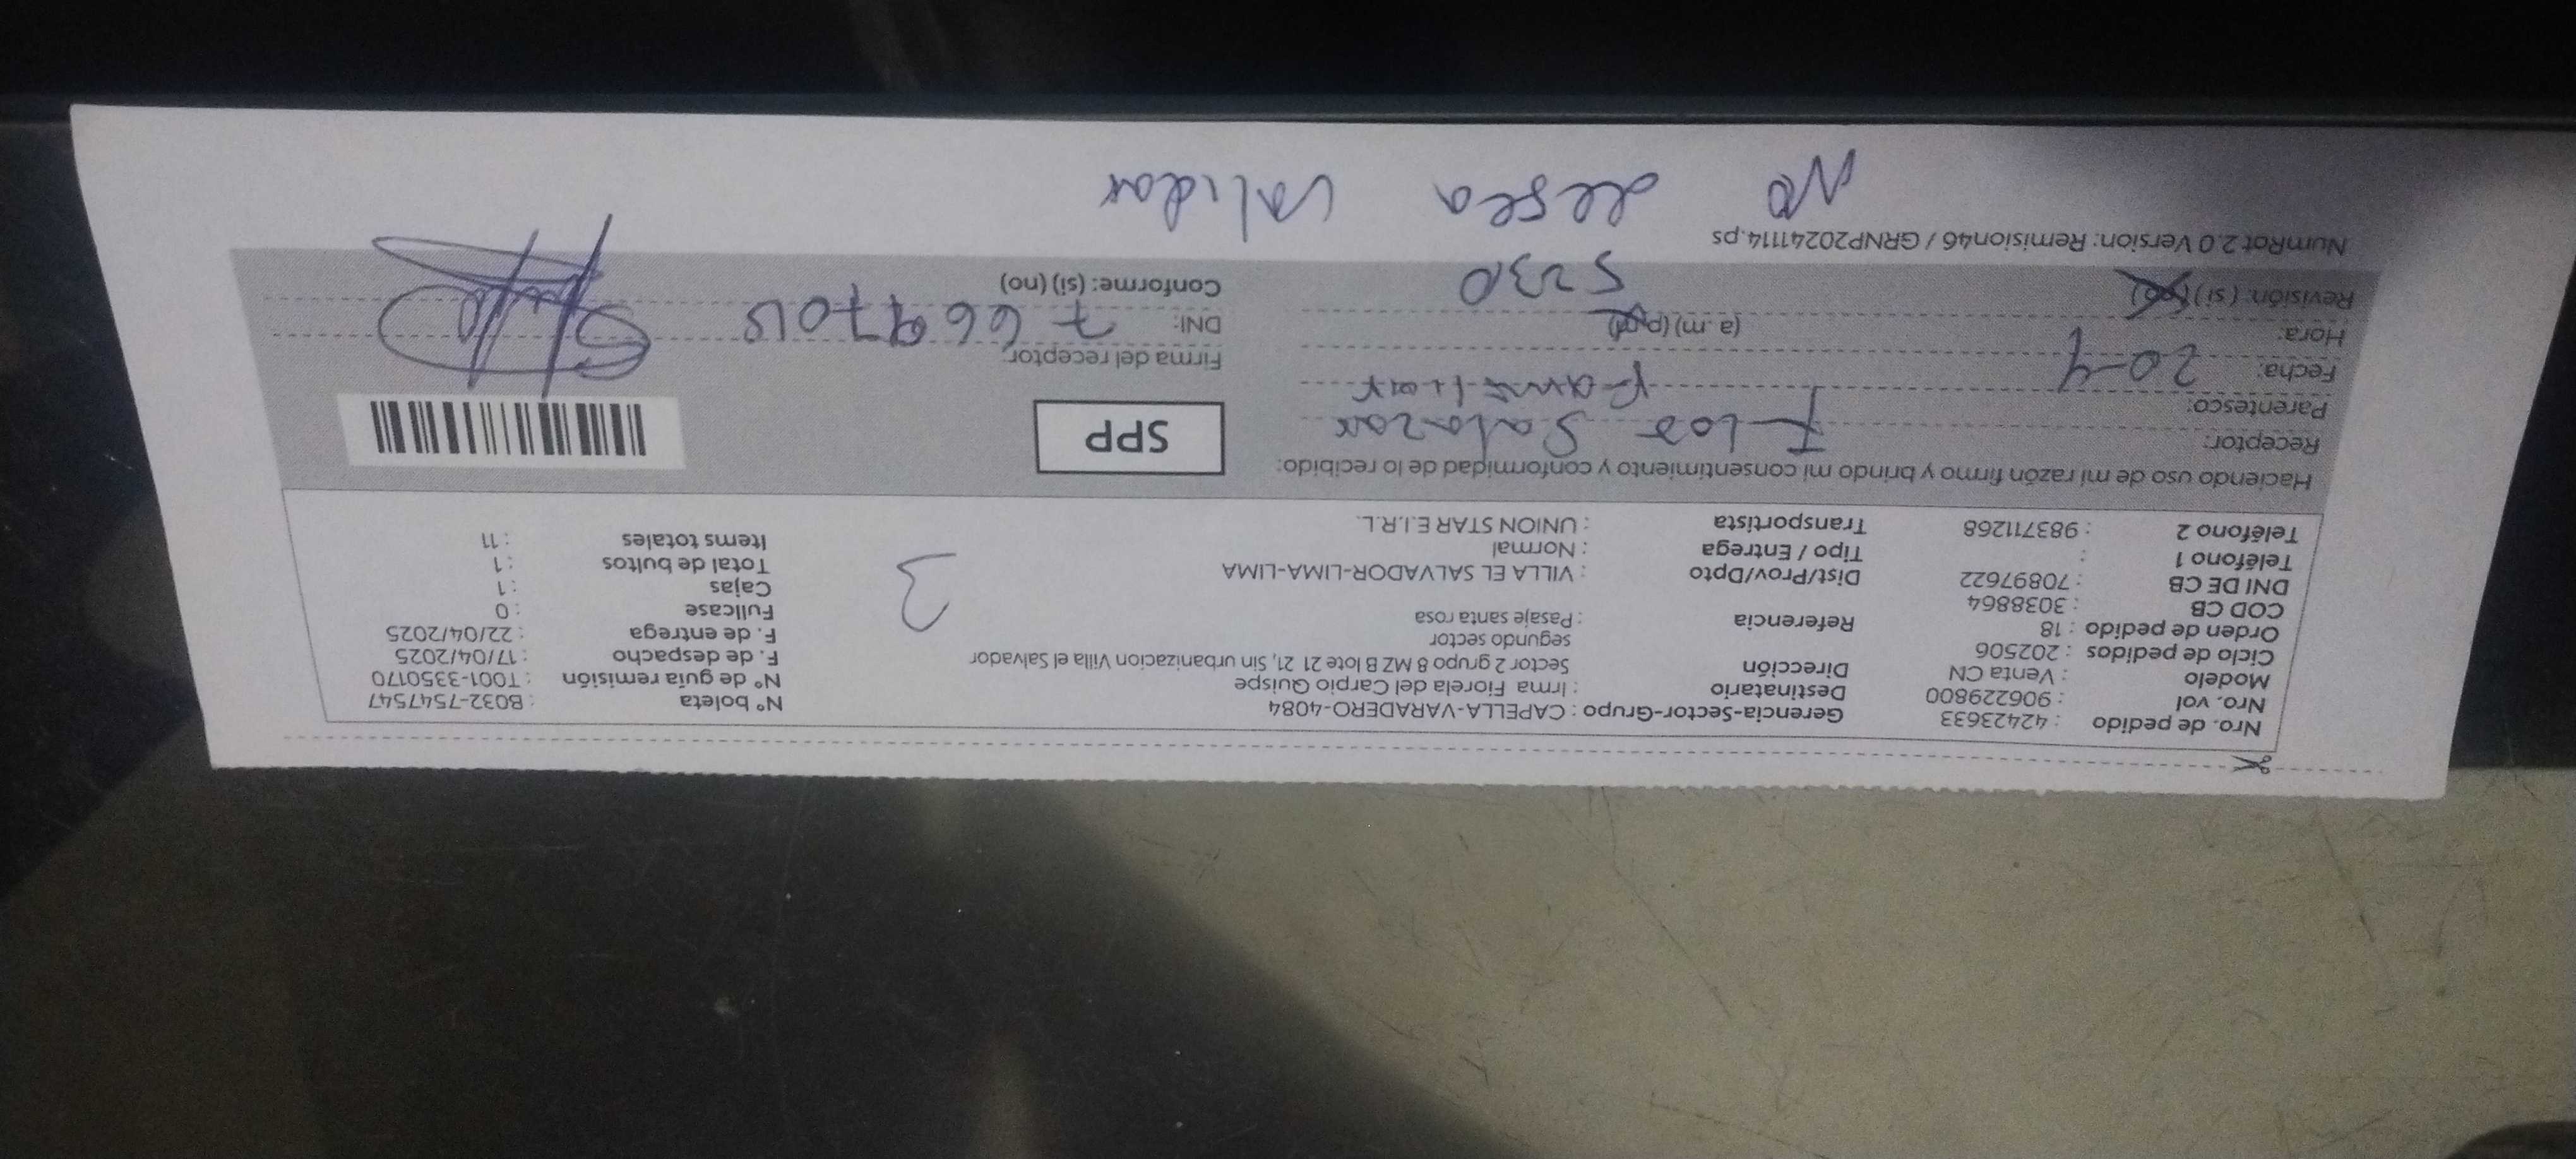 Nro. de pedido : 42423633
Nro. vol : 906229800
Modelo : Venta CN
Ciclo de pedidos : 202506
Orden de pedido : 18
COD CB : 3038864
DNI DE CB : 70897622
Teléfono 1 :
Teléfono 2 : 983711268
Gerencia-Sector-Grupo : CAPELLA-VARADERO-4084
Destinatario : Irma Fiorela del Carpio Quispe
Dirección Sector 2 grupo 8 MZ B lote 21 21, Sin urbanizacion Villa el Salvador
segundo sector
Referencia : Pasaje santa rosa
Dist/Prov/Dpto : VILLA EL SALVADOR-LIMA-LIMA
Tipo / Entrega : Normal
Transportista : UNION STAR E.I.R.L.
3
N° boleta : B032-7547547
N° de guía remisión : T001-3350170
F. de despacho : 17/04/2025
F. de entrega : 22/04/2025
Fullcase : 0
Cajas : 1
Total de bultos : 1
Items totales : 11
Haciendo uso de mi razón firmo y brindo mi consentimiento y conformidad de lo recibido:
Receptor: Flor Salazar
Parentesco:
Fecha: 20-4
Hora: (a. m) (p.m)
Revisión: (si) (no) 5230
SPP
Firma del receptor:
DNI:
Conforme: (si) (no)
NumRot 2.0 Version: Remision46 / GRNP20241114.ps
No desea validar